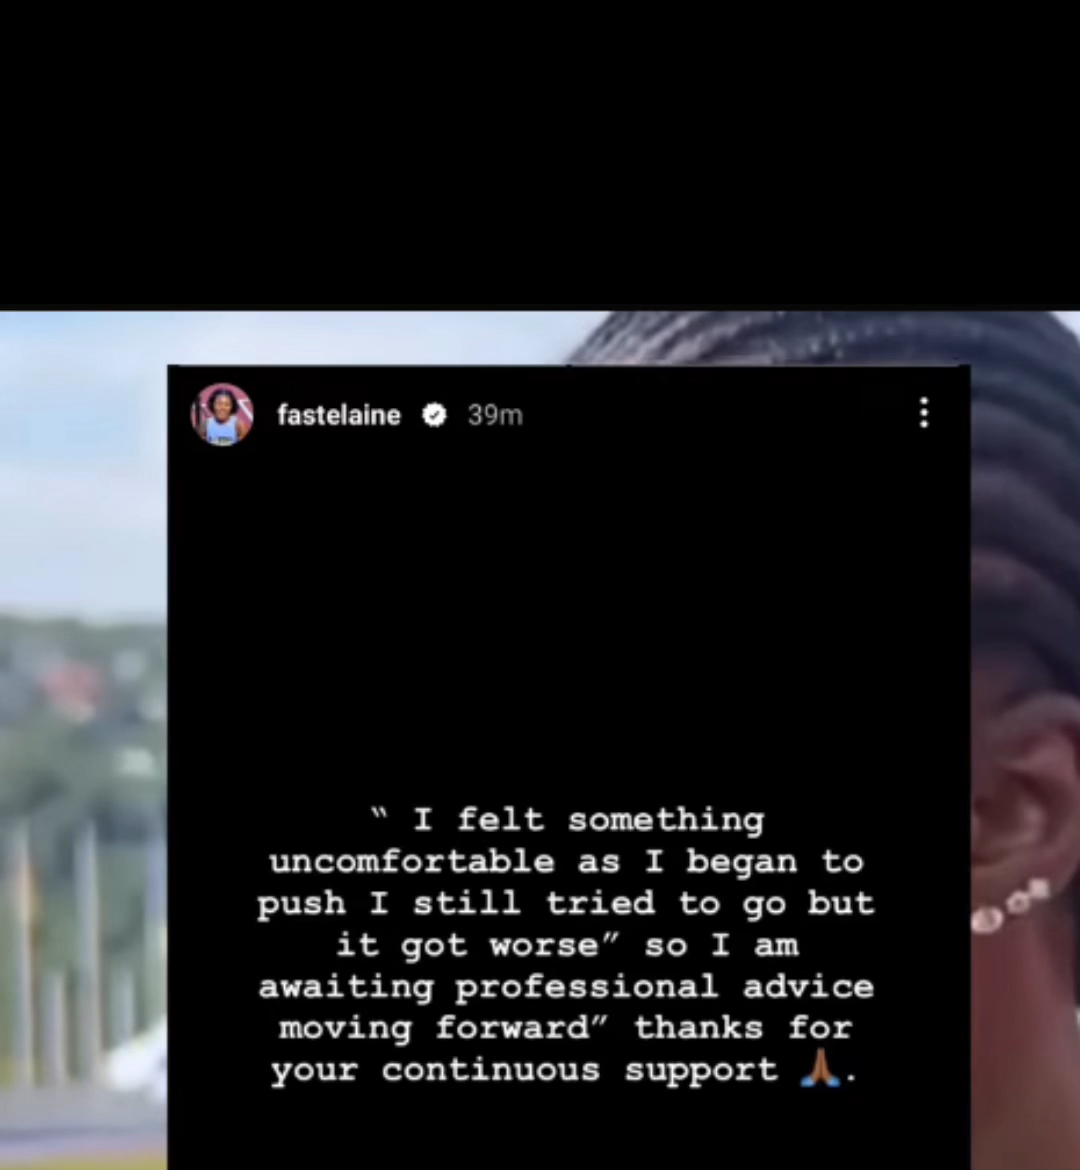 fastelaine 39m
“ I felt something
uncomfortable as I began to
push I still tried to go but
it got worse” so I am
awaiting professional advice
moving forward” thanks for
your continuous support 🙏🏾.